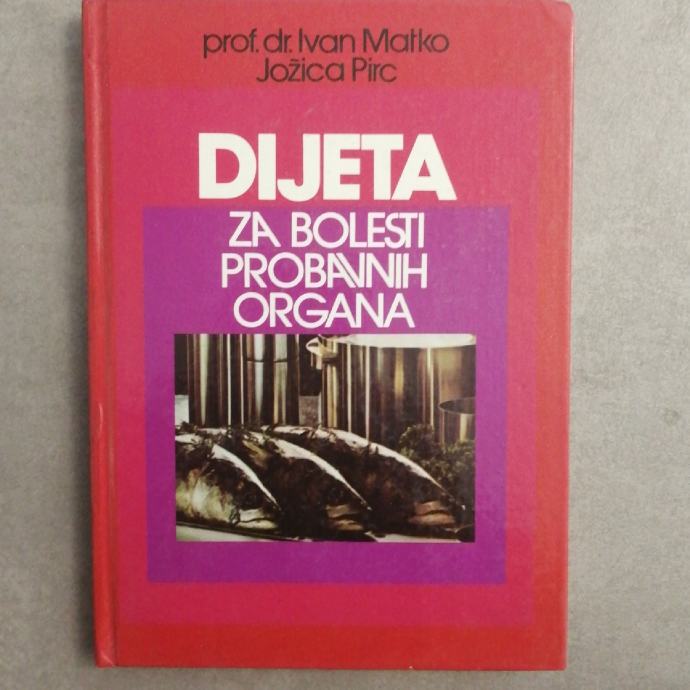 prof. dr. Ivan Matko
Jožica Pirc
DIJETA
ZA BOLESTI
PROBAVNIH
ORGANA